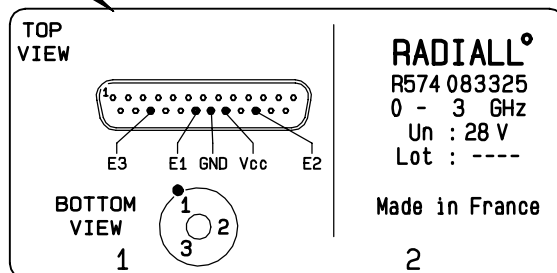 TOP
VIEW
1
E3 E1 GND Vcc E2
BOTTOM
VIEW
1
2
3
1
RADIALL°
R574 083325
0 - 3 GHz
Un : 28 V
Lot : ----
Made in France
2